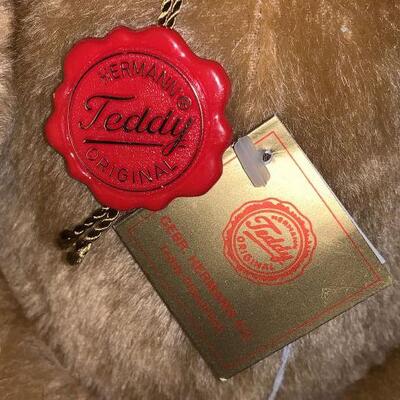 HERMANN®
Teddy
ORIGINAL
HERMANN
Teddy
ORIGINAL
GEBR. HERMANN KG